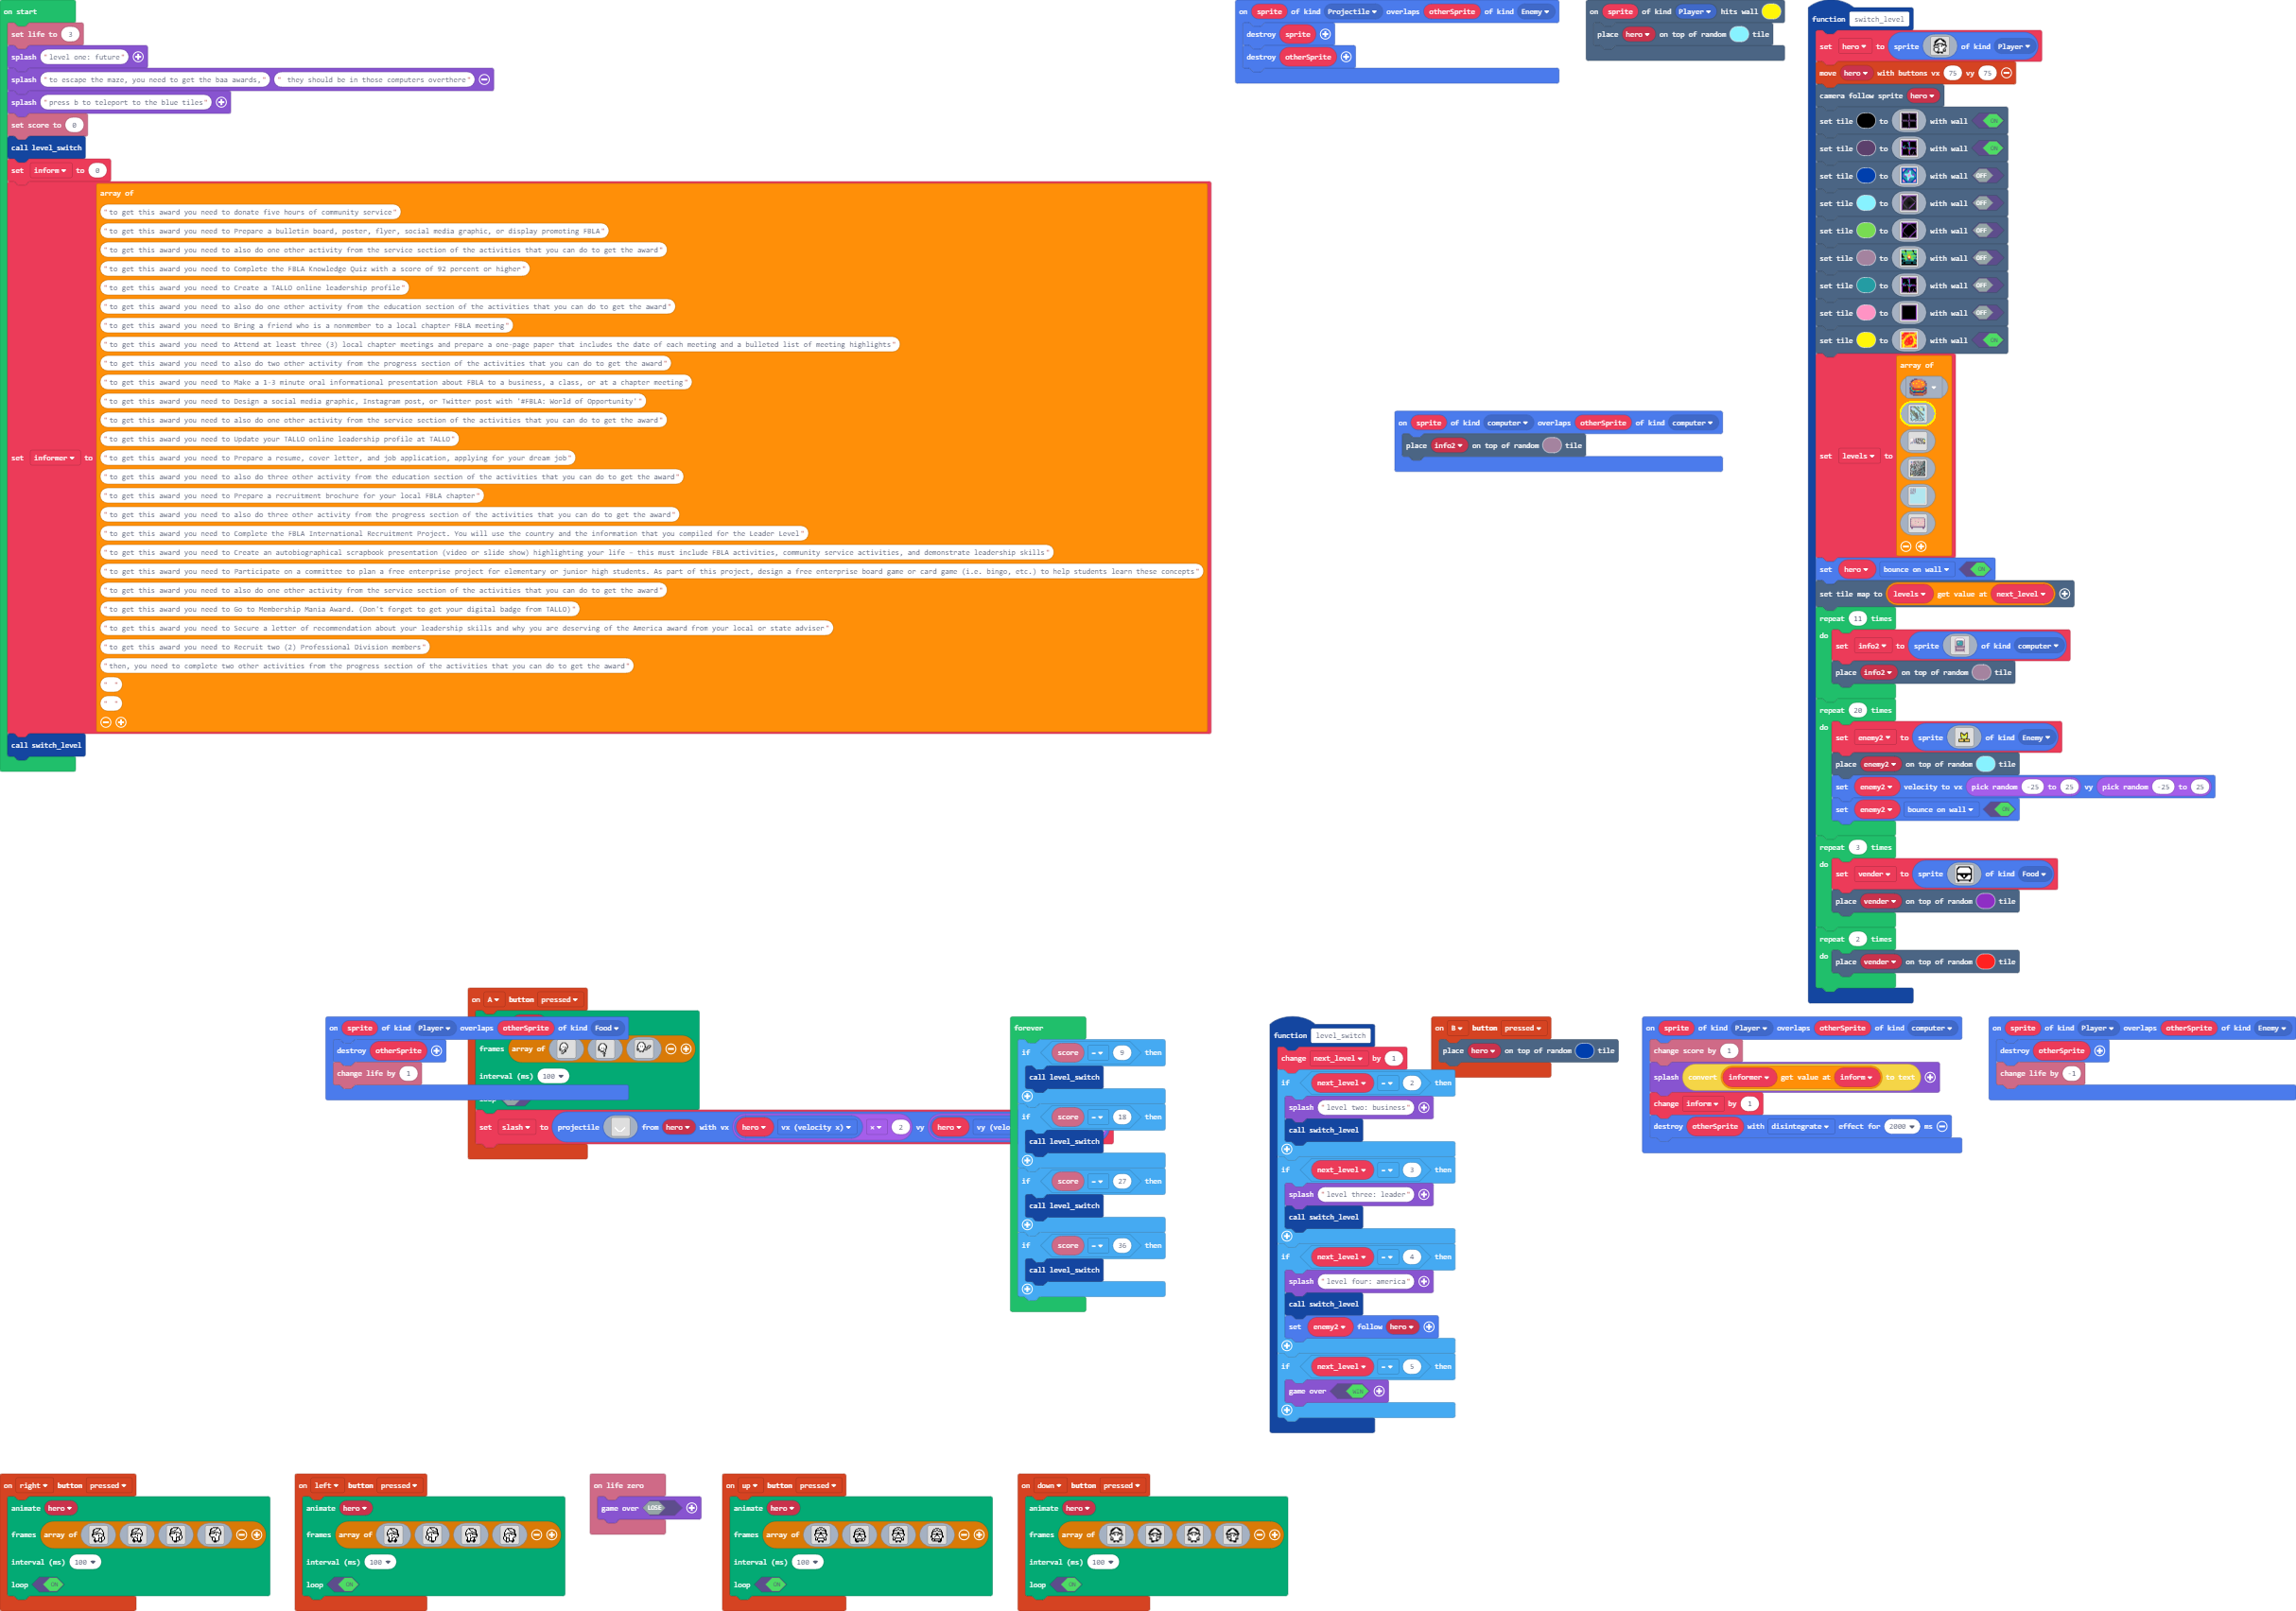 on start
set life to 3
splash "level one: future"
splash "to escape the maze, you need to get the baa awards," " they should be in those computers overthere"
splash "press b to teleport to the blue tiles"
set score to 0
call level_switch
set inform to 0
set informer to
array of
"to get this award you need to donate five hours of community service"
"to get this award you need to Prepare a bulletin board, poster, flyer, social media graphic, or display promoting FBLA"
"to get this award you need to also do one other activity from the service section of the activities that you can do to get the award"
"to get this award you need to Complete the FBLA Knowledge Quiz with a score of 92 percent or higher"
"to get this award you need to Create a TALLO online leadership profile"
"to get this award you need to also do one other activity from the education section of the activities that you can do to get the award"
"to get this award you need to Bring a friend who is a nonmember to a local chapter FBLA meeting"
"to get this award you need to Attend at least three (3) local chapter meetings and prepare a one-page paper that includes the date of each meeting and a bulleted list of meeting highlights"
"to get this award you need to also do two other activity from the progress section of the activities that you can do to get the award"
"to get this award you need to Make a 1-3 minute oral informational presentation about FBLA to a business, a class, or at a chapter meeting"
"to get this award you need to Design a social media graphic, Instagram post, or Twitter post with '#FBLA: World of Opportunity'"
"to get this award you need to also do one other activity from the service section of the activities that you can do to get the award"
"to get this award you need to Update your TALLO online leadership profile at TALLO"
"to get this award you need to Prepare a resume, cover letter, and job application, applying for your dream job"
"to get this award you need to also do three other activity from the education section of the activities that you can do to get the award"
"to get this award you need to Prepare a recruitment brochure for your local FBLA chapter"
"to get this award you need to also do three other activity from the progress section of the activities that you can do to get the award"
"to get this award you need to Complete the FBLA International Recruitment Project. You will use the country and the information that you compiled for the Leader Level"
"to get this award you need to Create an autobiographical scrapbook presentation (video or slide show) highlighting your life - this must include FBLA activities, community service activities, and demonstrate leadership skills"
"to get this award you need to Participate on a committee to plan a free enterprise project for elementary or junior high students. As part of this project, design a free enterprise board game or card game (i.e. bingo, etc.) to help students learn these concepts"
"to get this award you need to also do one other activity from the service section of the activities that you can do to get the award"
"to get this award you need to Go to Membership Mania Award. (Don't forget to get your digital badge from TALLO)"
"to get this award you need to Secure a letter of recommendation about your leadership skills and why you are deserving of the America award from your local or state adviser"
"to get this award you need to Recruit two (2) Professional Division members"
"then, you need to complete two other activities from the progress section of the activities that you can do to get the award"
" "
" "
call switch_level
on sprite of kind Projectile overlaps otherSprite of kind Enemy
destroy sprite
destroy otherSprite
on sprite of kind Player hits wall
place hero on top of random tile
on sprite of kind computer overlaps otherSprite of kind computer
place info2 on top of random tile
function switch_level
set hero to sprite of kind Player
move hero with buttons vx 75 vy 75
camera follow sprite hero
set tile to with wall ON
set tile to with wall ON
set tile to with wall OFF
set tile to with wall OFF
set tile to with wall OFF
set tile to with wall OFF
set tile to with wall OFF
set tile to with wall OFF
set tile to with wall ON
set levels to array of
set hero bounce on wall ON
set tile map to levels get value at next_level
repeat 11 times
do
set info2 to sprite of kind computer
place info2 on top of random tile
repeat 20 times
do
set enemy2 to sprite of kind Enemy
place enemy2 on top of random tile
set enemy2 velocity to vx pick random -25 to 25 vy pick random -25 to 25
set enemy2 bounce on wall ON
repeat 3 times
do
set vender to sprite of kind Food
place vender on top of random tile
repeat 2 times
do
place vender on top of random tile
on A button pressed
on sprite of kind Player overlaps otherSprite of kind Food
destroy otherSprite
change life by 1
frames array of
interval (ms) 100
set slash to projectile from hero with vx hero vx (velocity x) × 2 vy hero
forever
if score = 9 then
call level_switch
if score = 18 then
call level_switch
if score = 27 then
call level_switch
if score = 36 then
call level_switch
function level_switch
change next_level by 1
if next_level = 2 then
splash "level two: business"
call switch_level
if next_level = 3 then
splash "level three: leader"
call switch_level
if next_level = 4 then
splash "level four: america"
call switch_level
set enemy2 follow hero
if next_level = 5 then
game over WIN
on B button pressed
place hero on top of random tile
on sprite of kind Player overlaps otherSprite of kind computer
change score by 1
splash convert informer get value at inform to text
change inform by 1
destroy otherSprite with disintegrate effect for 2000 ms
on sprite of kind Player overlaps otherSprite of kind Enemy
destroy otherSprite
change life by -1
on right button pressed
animate hero
frames array of
interval (ms) 100
loop ON
on left button pressed
animate hero
frames array of
interval (ms) 100
loop ON
on life zero
game over LOSE
on up button pressed
animate hero
frames array of
interval (ms) 100
loop ON
on down button pressed
animate hero
frames array of
interval (ms) 100
loop ON